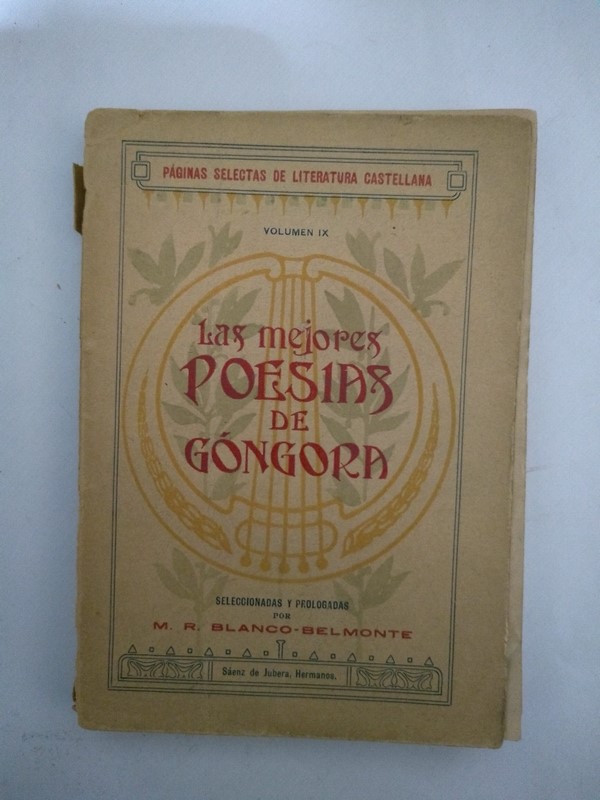 PÁGINAS SELECTAS DE LITERATURA CASTELLANA
VOLUMEN IX
Las mejores
POESIAS
DE
GÓNGORA
SELECCIONADAS Y PROLOGADAS
POR
M. R. BLANCO-BELMONTE
Sáenz de Jubera, Hermanos.